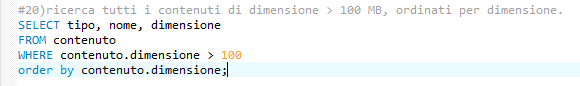 #20)ricerca tutti i contenuti di dimensione > 100 MB, ordinati per dimensione.
SELECT tipo, nome, dimensione
FROM contenuto
WHERE contenuto.dimensione > 100
order by contenuto.dimensione;